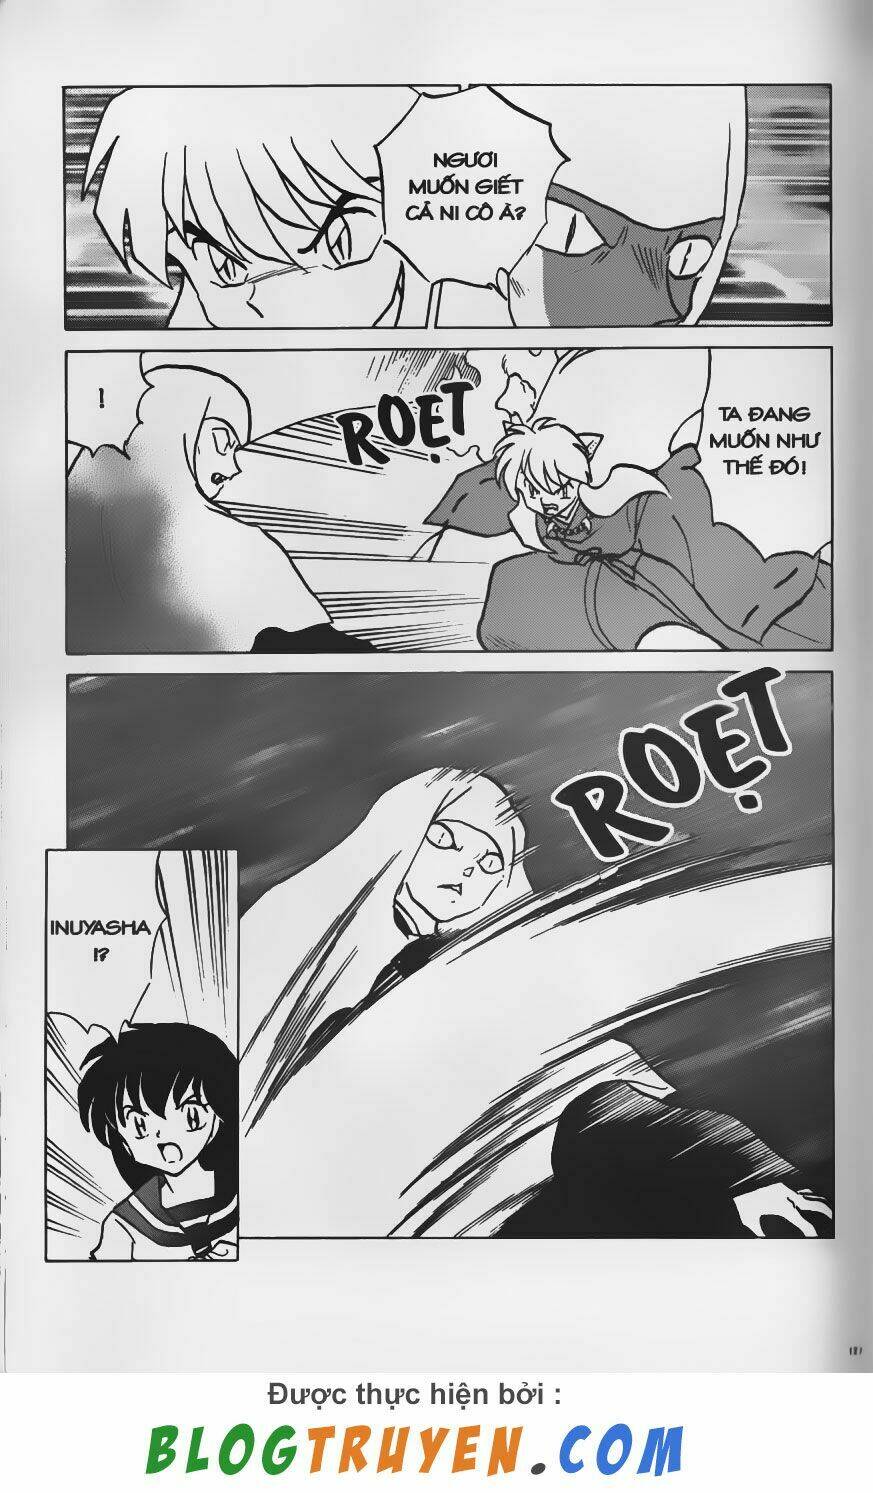 NGƯƠI
MUỐN GIẾT
CẢ NI CÔ À?
!
ROẸT
TA ĐANG
MUỐN NHƯ
THẾ ĐÓ!
ROẸT
INUYASHA
!?
Được thực hiện bởi :
BLOGTRUYEN.COM